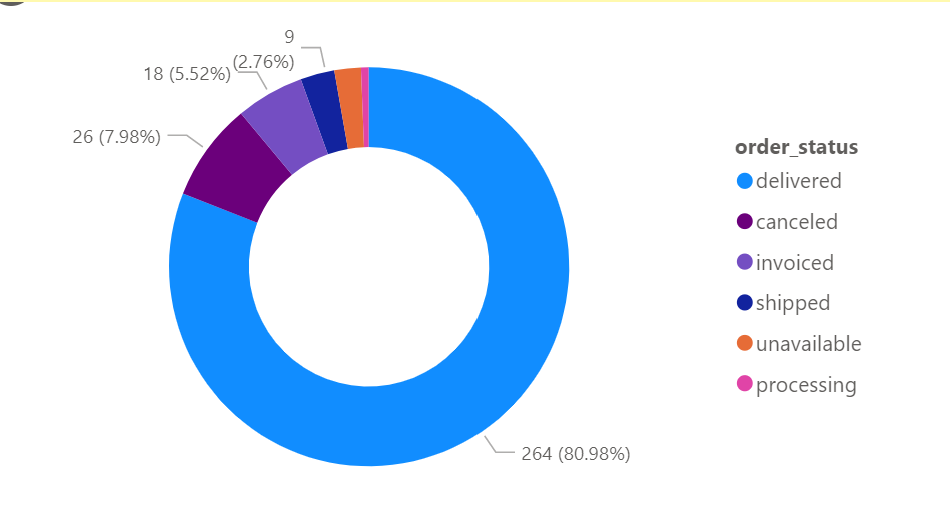 9
(2.76%)
18 (5.52%)
26 (7.98%)
264 (80.98%)
order_status
delivered
canceled
invoiced
shipped
unavailable
processing